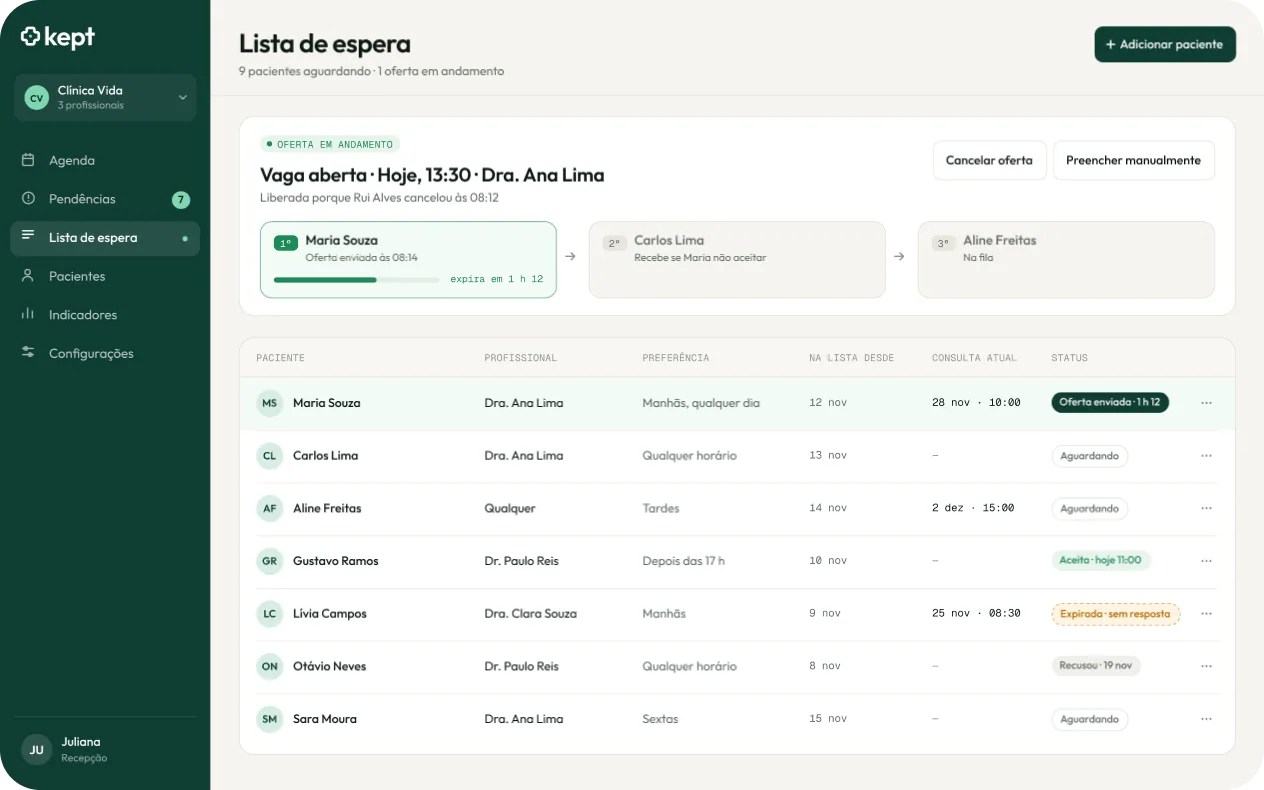 kept
CV
Clínica Vida
3 profissionais
Agenda
Pendências
7
Lista de espera
Pacientes
Indicadores
Configurações
JU
Juliana
Recepção
Lista de espera
9 pacientes aguardando · 1 oferta em andamento
+ Adicionar paciente
OFERTA EM ANDAMENTO
Vaga aberta · Hoje, 13:30 · Dra. Ana Lima
Liberada porque Rui Alves cancelou às 08:12
Cancelar oferta
Preencher manualmente
1º Maria Souza
Oferta enviada às 08:14
expira em 1 h 12
→
2º Carlos Lima
Recebe se Maria não aceitar
→
3º Aline Freitas
Na fila
PACIENTE PROFISSIONAL PREFERÊNCIA NA LISTA DESDE CONSULTA ATUAL STATUS
MS Maria Souza Dra. Ana Lima Manhãs, qualquer dia 12 nov 28 nov · 10:00 Oferta enviada · 1 h 12 ···
CL Carlos Lima Dra. Ana Lima Qualquer horário 13 nov – Aguardando ···
AF Aline Freitas Qualquer Tardes 14 nov 2 dez · 15:00 Aguardando ···
GR Gustavo Ramos Dr. Paulo Reis Depois das 17 h 10 nov – Aceita · hoje 11:00 ···
LC Lívia Campos Dra. Clara Souza Manhãs 9 nov 25 nov · 08:30 Expirada · sem resposta ···
ON Otávio Neves Dr. Paulo Reis Qualquer horário 8 nov – Recusou · 19 nov ···
SM Sara Moura Dra. Ana Lima Sextas 15 nov – Aguardando ···